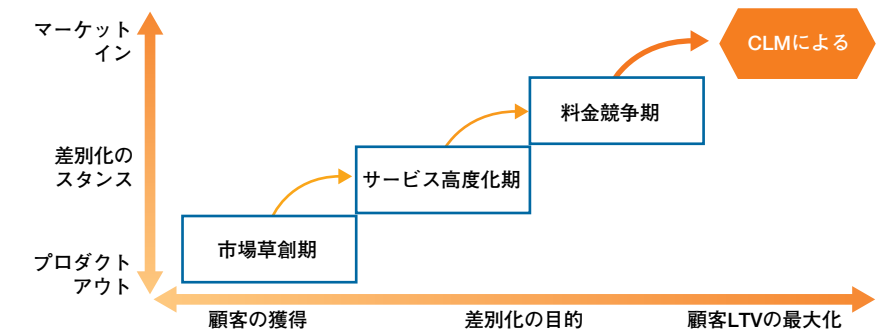 マーケット
イン
CLMによる
料金競争期
差別化の
スタンス
サービス高度化期
市場草創期
プロダクト
アウト
顧客の獲得
差別化の目的
顧客LTVの最大化